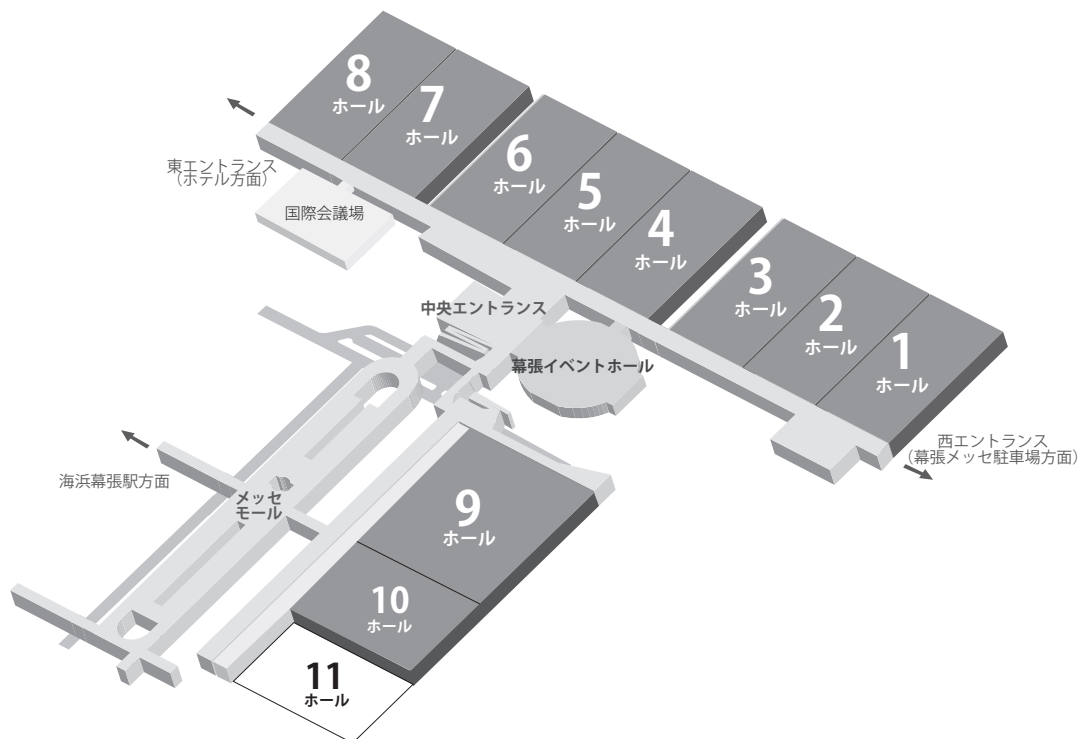 8
ホール
7
ホール
6
ホール
5
ホール
4
ホール
3
ホール
2
ホール
1
ホール
東エントランス
（ホテル方面）
国際会議場
中央エントランス
幕張イベントホール
西エントランス
（幕張メッセ駐車場方面）
海浜幕張駅方面
メッセ
モール
9
ホール
10
ホール
11
ホール